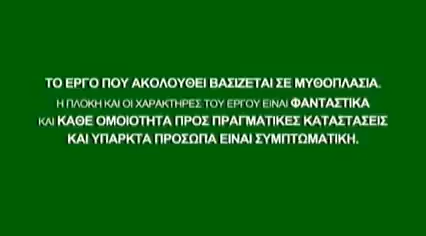 ΤΟ ΕΡΓΟ ΠΟΥ ΑΚΟΛΟΥΘΕΙ ΒΑΣΙΖΕΤΑΙ ΣΕ ΜΥΘΟΠΛΑΣΙΑ.
Η ΠΛΟΚΗ ΚΑΙ ΟΙ ΧΑΡΑΚΤΗΡΕΣ ΤΟΥ ΕΡΓΟΥ ΕΙΝΑΙ ΦΑΝΤΑΣΤΙΚΑ
ΚΑΙ ΚΑΘΕ ΟΜΟΙΟΤΗΤΑ ΠΡΟΣ ΠΡΑΓΜΑΤΙΚΕΣ ΚΑΤΑΣΤΑΣΕΙΣ
ΚΑΙ ΥΠΑΡΚΤΑ ΠΡΟΣΩΠΑ ΕΙΝΑΙ ΣΥΜΠΤΩΜΑΤΙΚΗ.